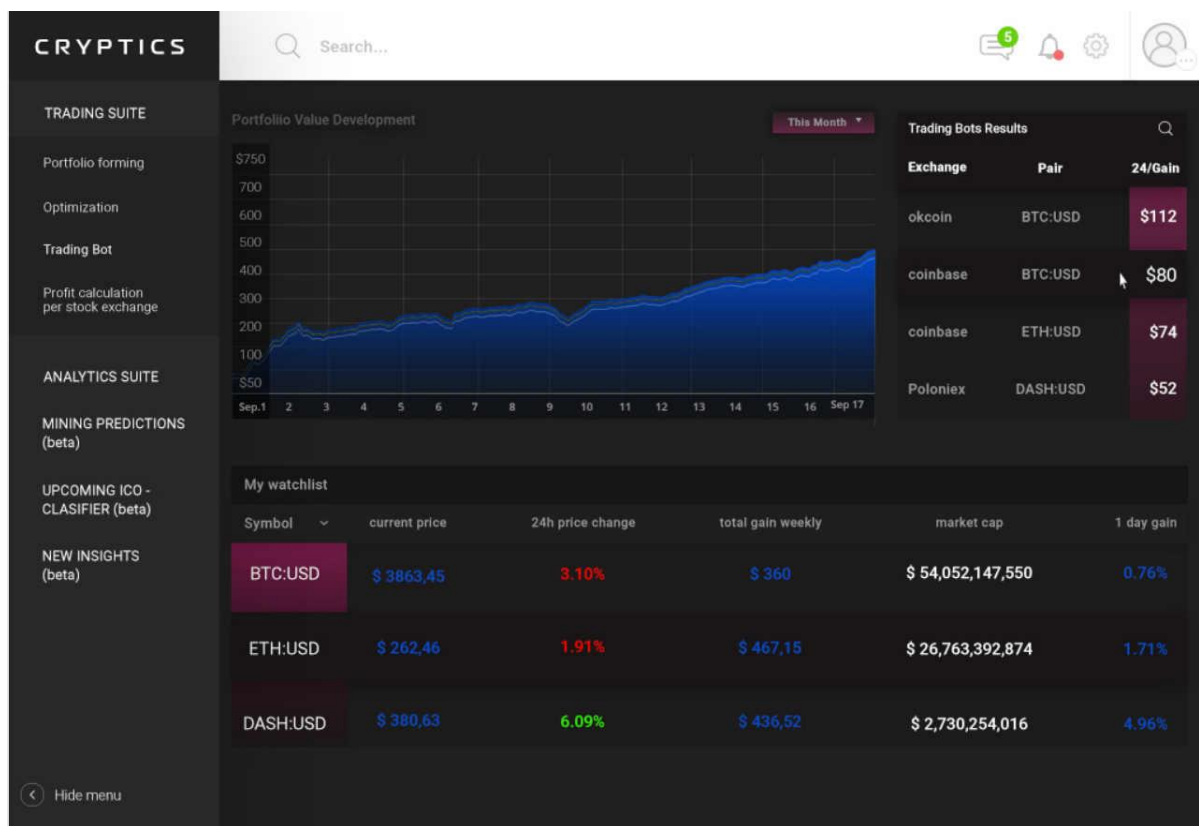 CRYPTICS
Search...
5
TRADING SUITE
Portfolio forming
Optimization
Trading Bot
Profit calculation
per stock exchange
ANALYTICS SUITE
MINING PREDICTIONS
(beta)
UPCOMING ICO -
CLASIFIER (beta)
NEW INSIGHTS
(beta)
Hide menu
Portfoliio Value Development
This Month
$750
700
600
500
400
300
200
100
$50
Sep.1 2 3 4 5 6 7 8 9 10 11 12 13 14 15 16 Sep 17
Trading Bots Results
Exchange Pair 24/Gain
okcoin BTC:USD $112
coinbase BTC:USD $80
coinbase ETH:USD $74
Poloniex DASH:USD $52
My watchlist
Symbol current price 24h price change total gain weekly market cap 1 day gain
BTC:USD $ 3863,45 3.10% $ 360 $ 54,052,147,550 0.76%
ETH:USD $ 262,46 1.91% $ 467,15 $ 26,763,392,874 1.71%
DASH:USD $ 380,63 6.09% $ 436,52 $ 2,730,254,016 4.96%